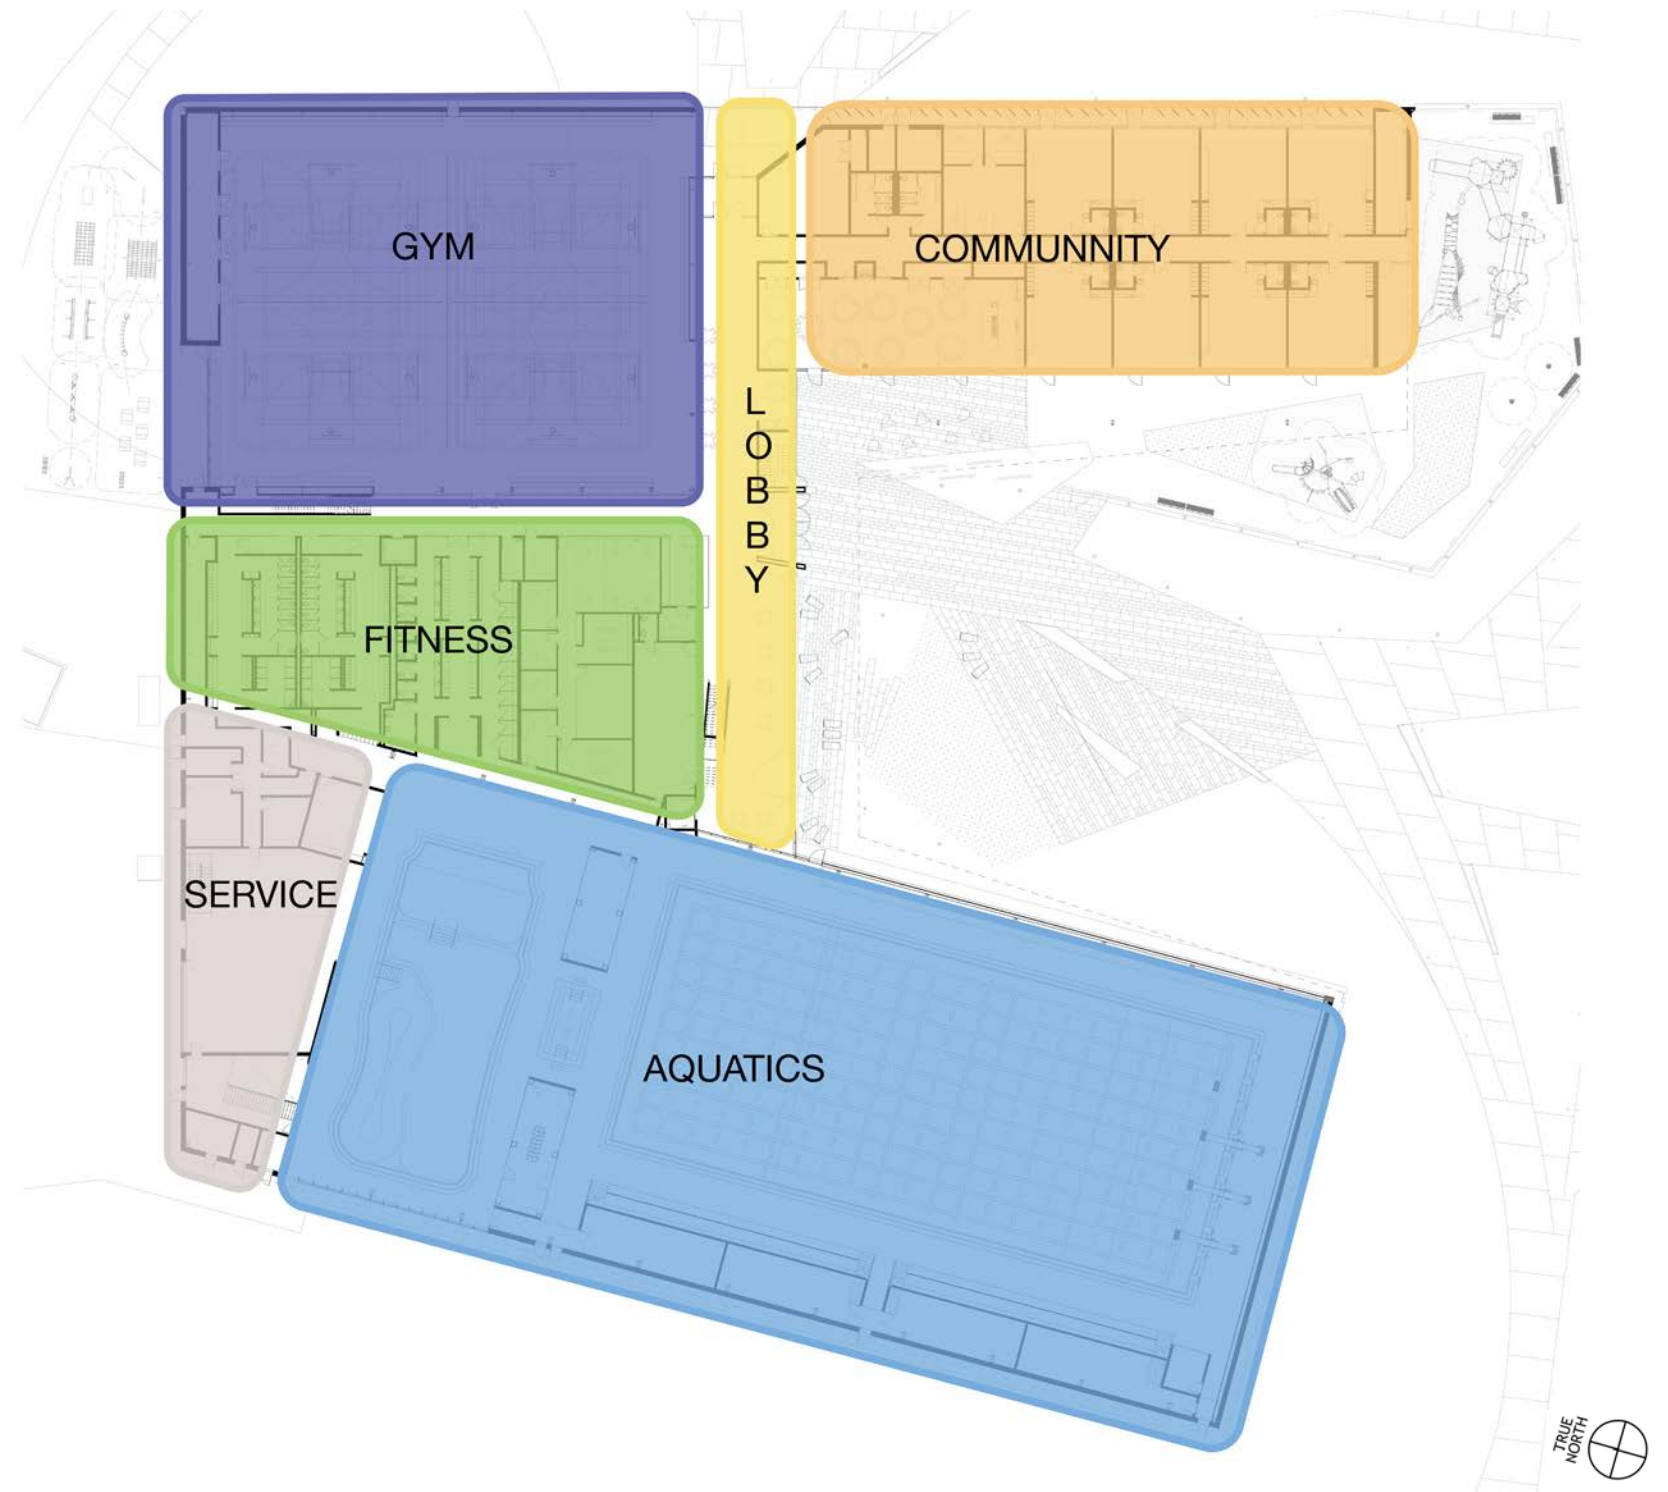 GYM
COMMUNNITY
L
O
B
B
Y
FITNESS
SERVICE
AQUATICS
TRUE
NORTH